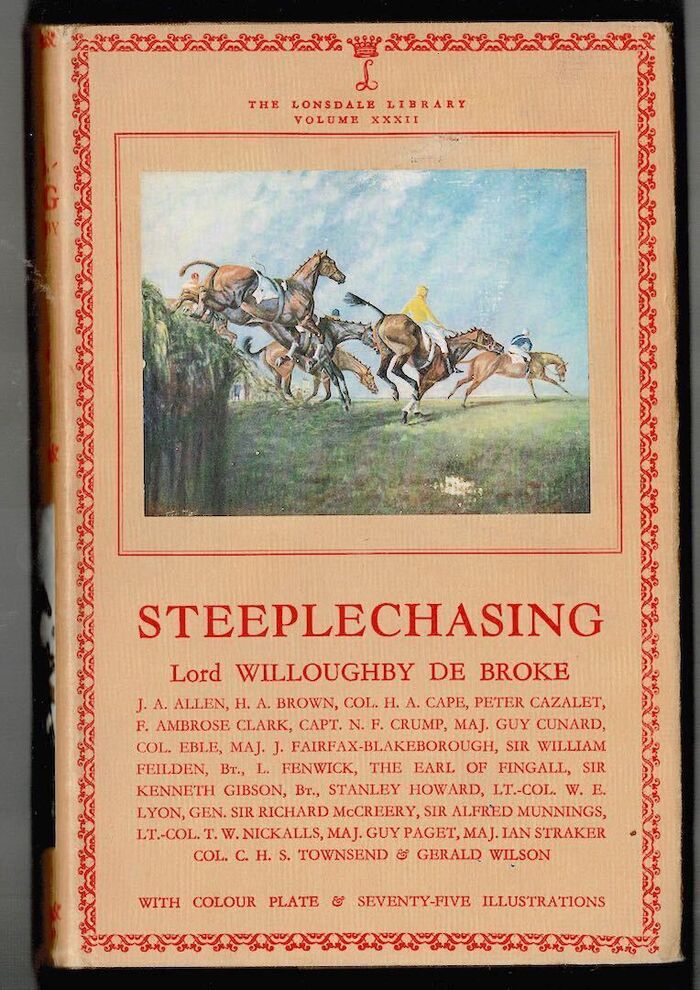 L
THE LONSDALE LIBRARY
VOLUME XXXII
STEEPLECHASING
Lord WILLOUGHBY DE BROKE
J. A. ALLEN, H. A. BROWN, COL. H. A. CAPE, PETER CAZALET,
F. AMBROSE CLARK, CAPT. N. F. CRUMP, MAJ. GUY CUNARD,
COL. EBLE, MAJ. J. FAIRFAX-BLAKEBOROUGH, SIR WILLIAM
FEILDEN, BT., L. FENWICK, THE EARL OF FINGALL, SIR
KENNETH GIBSON, BT., STANLEY HOWARD, LT.-COL. W. E.
LYON, GEN. SIR RICHARD McCREERY, SIR ALFRED MUNNINGS,
LT.-COL. T. W. NICKALLS, MAJ. GUY PAGET, MAJ. IAN STRAKER
COL. C. H. S. TOWNSEND & GERALD WILSON
WITH COLOUR PLATE & SEVENTY-FIVE ILLUSTRATIONS